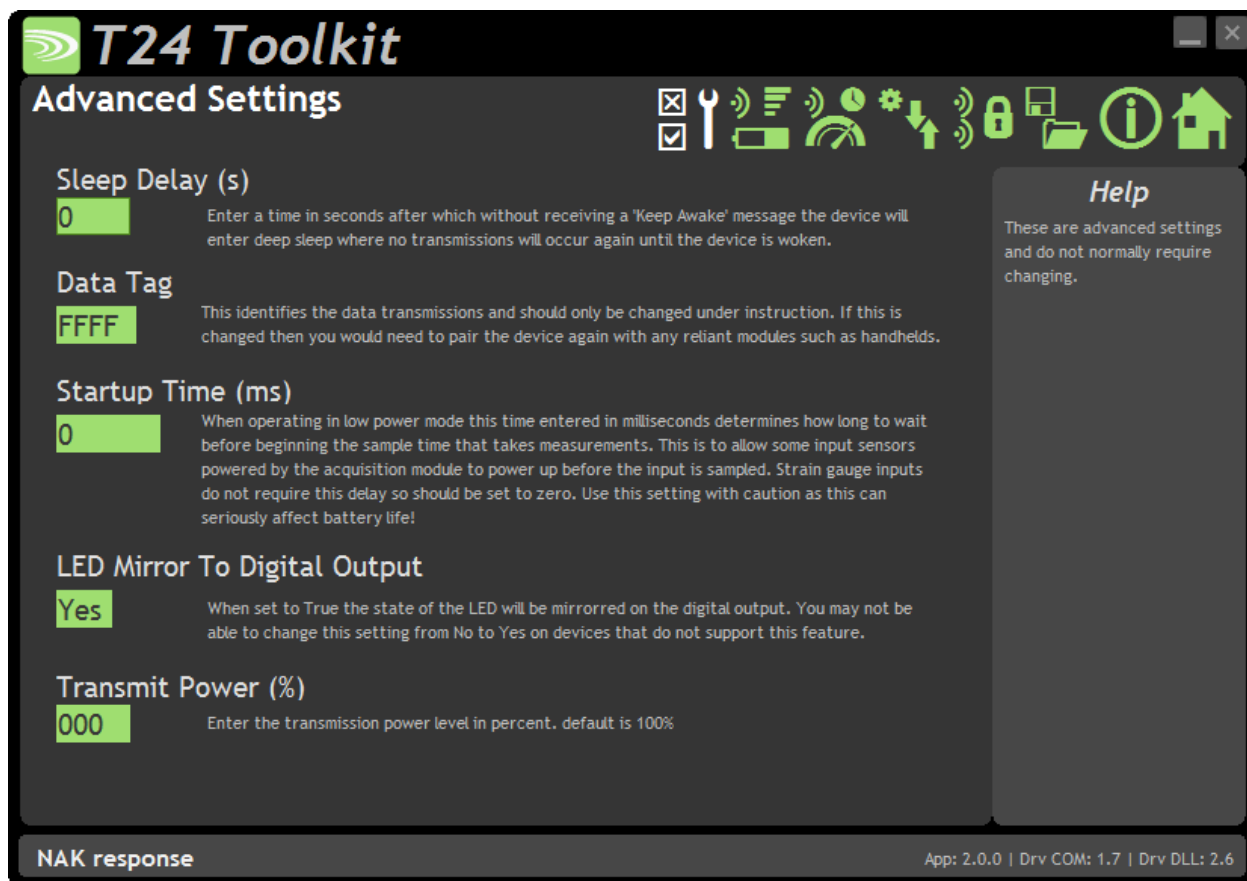 T24 Toolkit
Advanced Settings
Sleep Delay (s)
0
Enter a time in seconds after which without receiving a 'Keep Awake' message the device will
enter deep sleep where no transmissions will occur again until the device is woken.
Data Tag
FFFF
This identifies the data transmissions and should only be changed under instruction. If this is
changed then you would need to pair the device again with any reliant modules such as handhelds.
Startup Time (ms)
0
When operating in low power mode this time entered in milliseconds determines how long to wait
before beginning the sample time that takes measurements. This is to allow some input sensors
powered by the acquisition module to power up before the input is sampled. Strain gauge inputs
do not require this delay so should be set to zero. Use this setting with caution as this can
seriously affect battery life!
LED Mirror To Digital Output
Yes
When set to True the state of the LED will be mirrorred on the digital output. You may not be
able to change this setting from No to Yes on devices that do not support this feature.
Transmit Power (%)
000
Enter the transmission power level in percent. default is 100%
Help
These are advanced settings
and do not normally require
changing.
NAK response
App: 2.0.0 | Drv COM: 1.7 | Drv DLL: 2.6